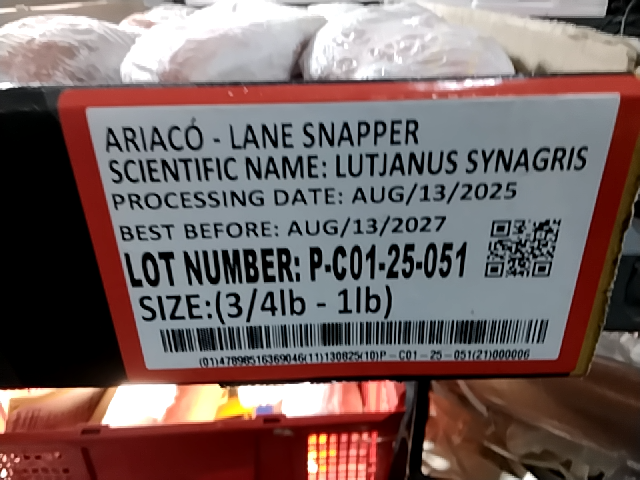 ARIACÓ - LANE SNAPPER
SCIENTIFIC NAME: LUTJANUS SYNAGRIS
PROCESSING DATE: AUG/13/2025
BEST BEFORE: AUG/13/2027
LOT NUMBER: P-C01-25-051
SIZE:(3/4lb - 1lb)
(01)47898516369046(11)130825(10)P - C01 - 25 - 051(21)000006